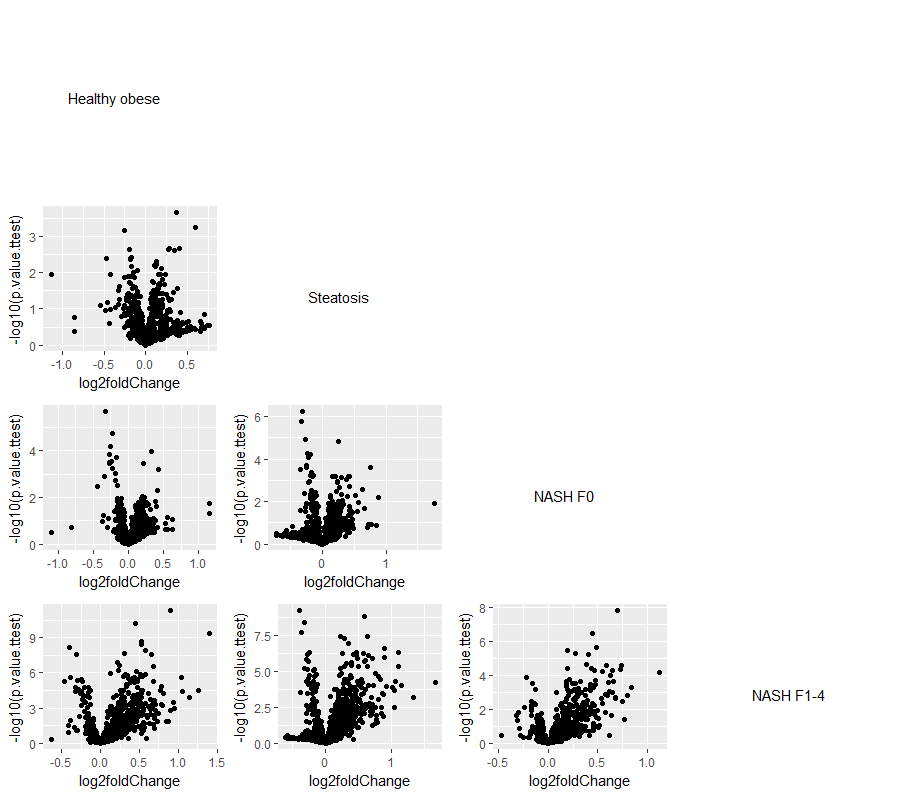 Healthy obese
-log10(p.value.ttest)
3
2
1
0
-1.0 -0.5 0.0 0.5
log2foldChange
Steatosis
-log10(p.value.ttest)
4
2
0
-1.0 -0.5 0.0 0.5 1.0
log2foldChange
-log10(p.value.ttest)
6
4
2
0
0 1
log2foldChange
NASH F0
-log10(p.value.ttest)
9
6
3
0
-0.5 0.0 0.5 1.0 1.5
log2foldChange
-log10(p.value.ttest)
7.5
5.0
2.5
0.0
0 1
log2foldChange
-log10(p.value.ttest)
8
6
4
2
0
-0.5 0.0 0.5 1.0
log2foldChange
NASH F1-4